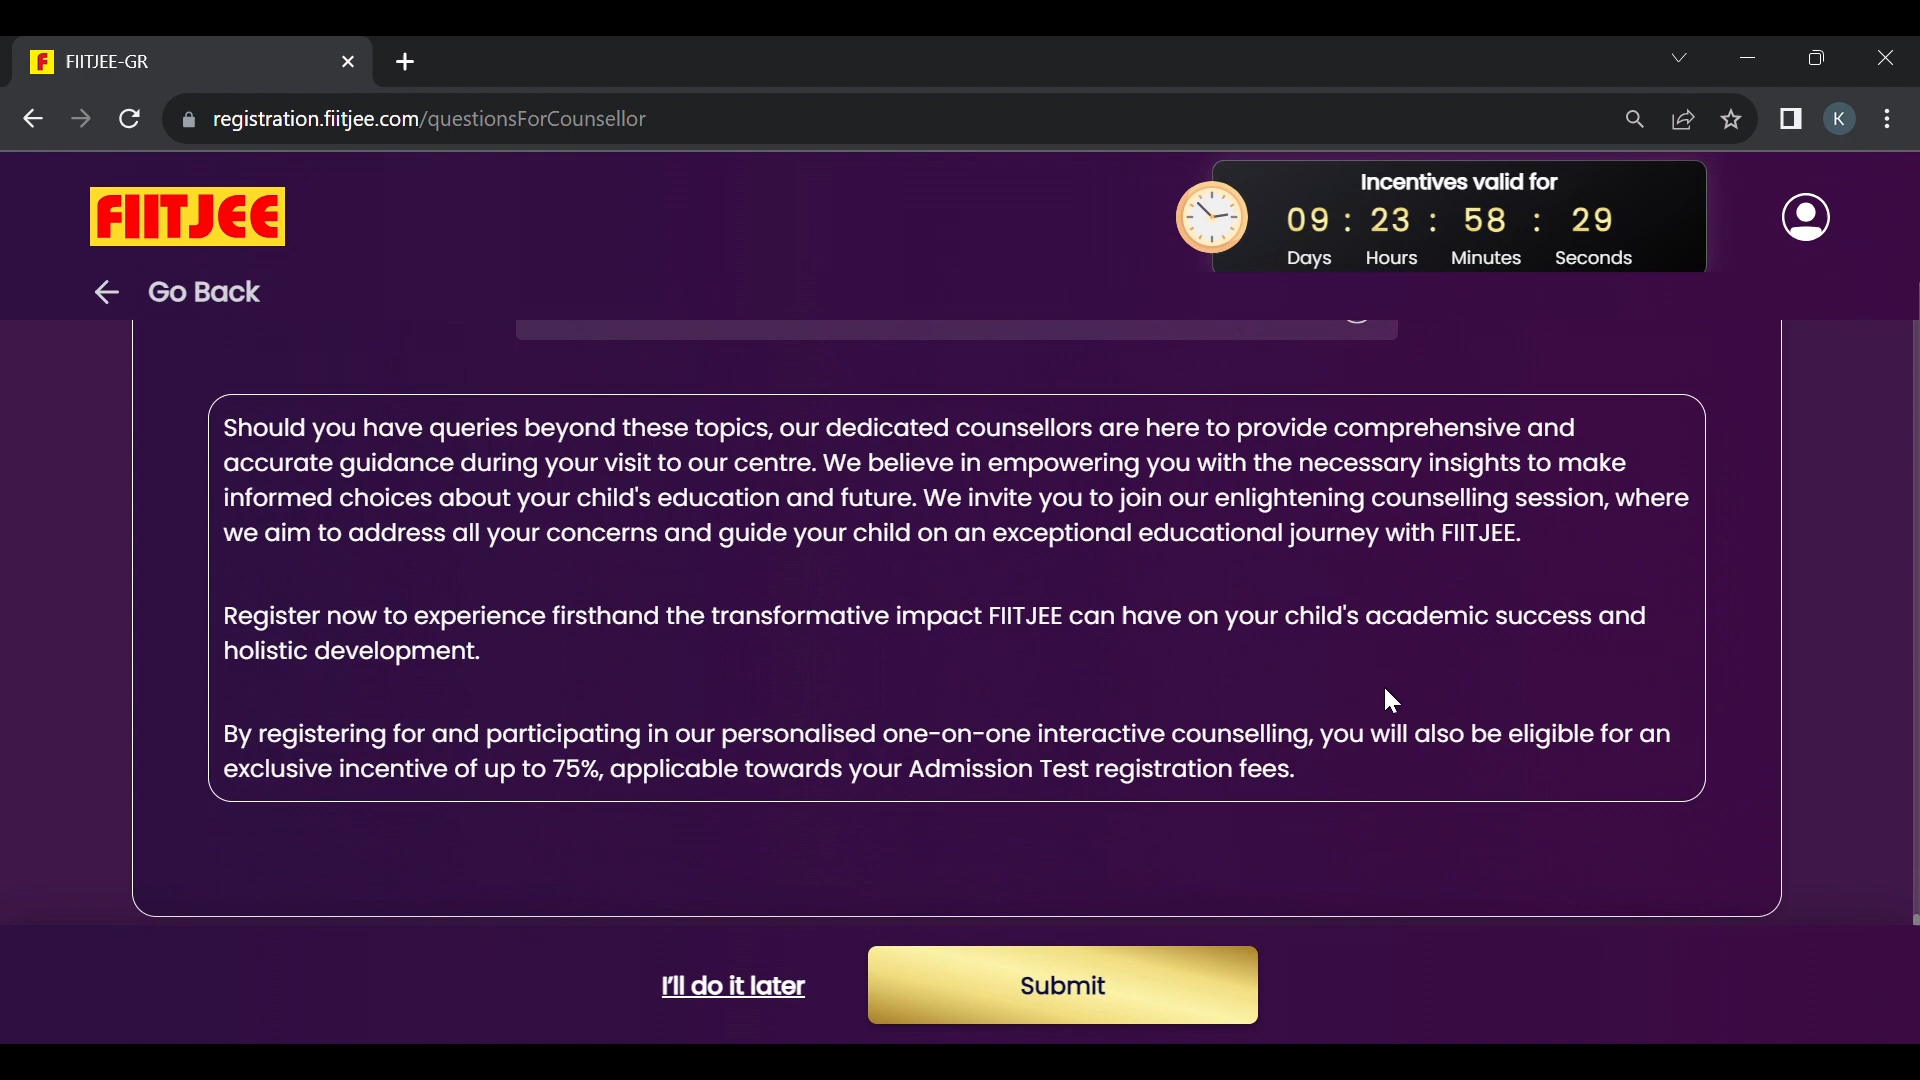 FIITJEE-GR
registration.fiitjee.com/questionsForCounsellor
K
FIITJEE
Incentives valid for
09 : 23 : 58 : 29
Days Hours Minutes Seconds
Go Back
Should you have queries beyond these topics, our dedicated counsellors are here to provide comprehensive and
accurate guidance during your visit to our centre. We believe in empowering you with the necessary insights to make
informed choices about your child's education and future. We invite you to join our enlightening counselling session, where
we aim to address all your concerns and guide your child on an exceptional educational journey with FIITJEE.
Register now to experience firsthand the transformative impact FIITJEE can have on your child's academic success and
holistic development.
By registering for and participating in our personalised one-on-one interactive counselling, you will also be eligible for an
exclusive incentive of up to 75%, applicable towards your Admission Test registration fees.
I'll do it later
Submit